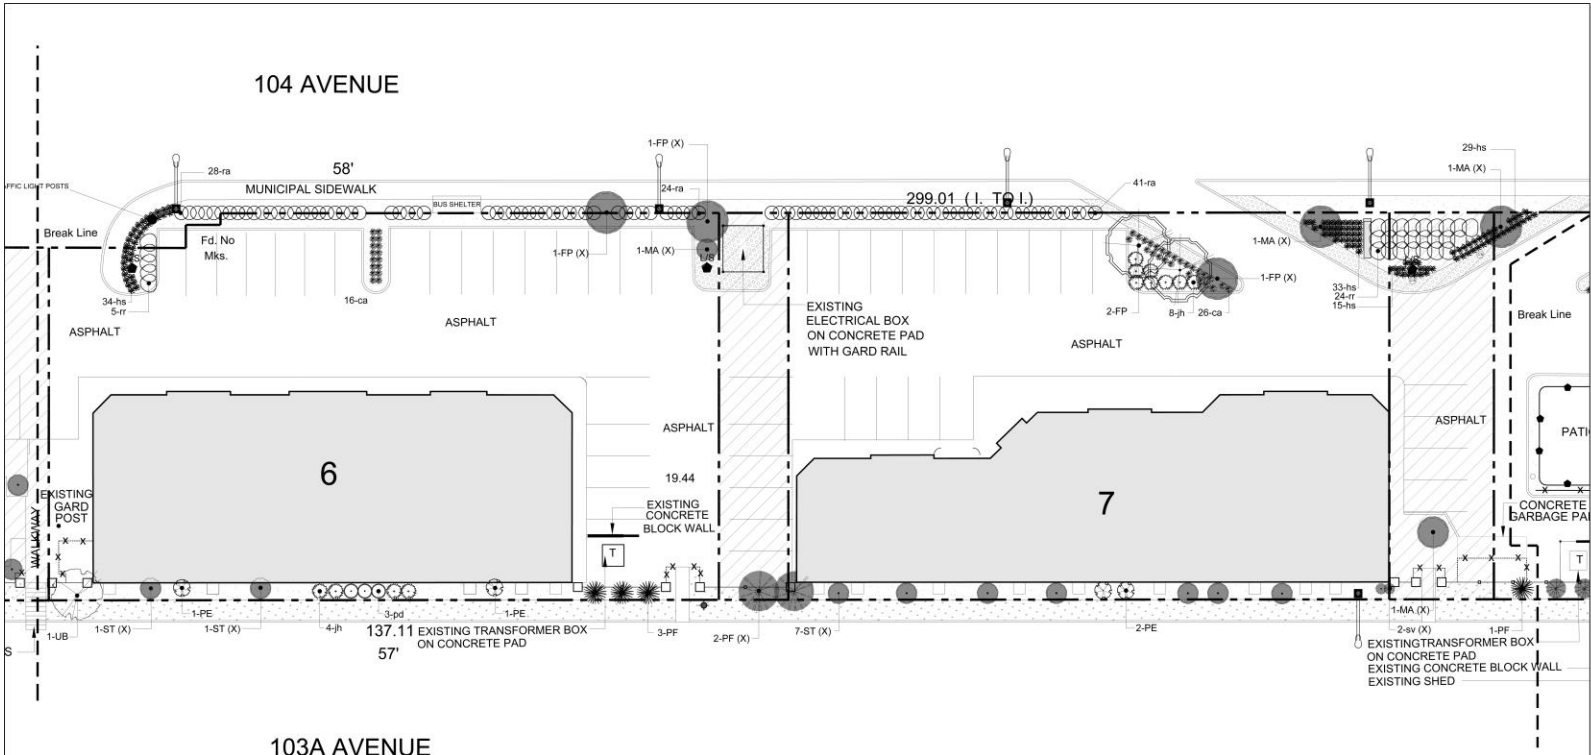 104 AVENUE
1-FP (X)
29-hs
1-MA (X)
28-ra
58'
AFFIC LIGHT POSTS
MUNICIPAL SIDEWALK
24-ra
41-ra
BUS SHELTER
299.01 ( I. TO I.)
Break Line
Fd. No
Mks.
1-FP (X)
1-MA (X)
L/S
1-MA (X)
1-FP (X)
34-hs
5-rr
16-ca
33-hs
24-rr
15-hs
2-FP
8-jh
26-ca
EXISTING
ELECTRICAL BOX
ON CONCRETE PAD
WITH GARD RAIL
Break Line
ASPHALT
ASPHALT
ASPHALT
ASPHALT
ASPHALT
PATI
6
7
19.44
EXISTING
GARD
POST
WALKWAY
EXISTING
CONCRETE
BLOCK WALL
CONCRETE
GARBAGE PA
T
T
1-PE
3-pd
1-PE
1-UB
1-ST (X)
1-ST (X)
4-jh
137.11
57'
EXISTING TRANSFORMER BOX
ON CONCRETE PAD
3-PF
2-PF (X)
7-ST (X)
2-PE
1-MA (X)
2-sv (X)
1-PF
S
EXISTINGTRANSFORMER BOX
ON CONCRETE PAD
EXISTING CONCRETE BLOCK WALL
EXISTING SHED
103A AVENUE